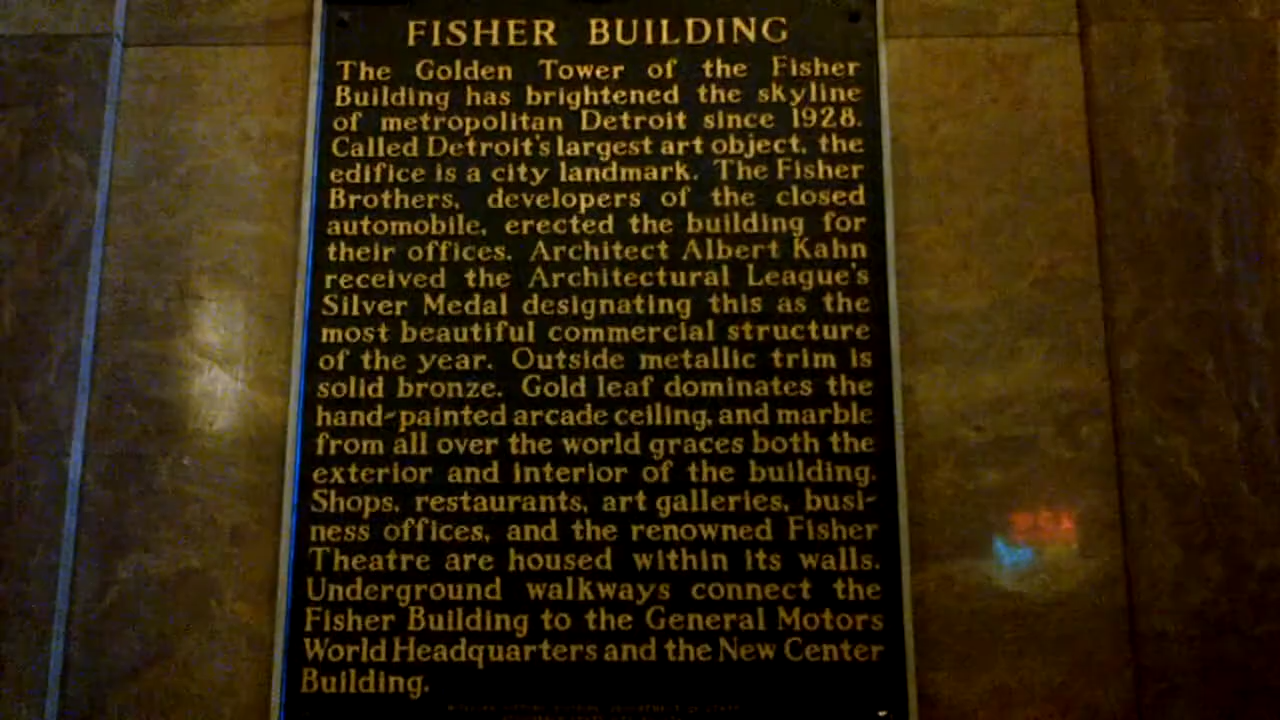 FISHER BUILDING
The Golden Tower of the Fisher
Building has brightened the skyline
of metropolitan Detroit since 1928.
Called Detroit's largest art object, the
edifice is a city landmark. The Fisher
Brothers, developers of the closed
automobile, erected the building for
their offices. Architect Albert Kahn
received the Architectural League's
Silver Medal designating this as the
most beautiful commercial structure
of the year. Outside metallic trim is
solid bronze. Gold leaf dominates the
hand-painted arcade ceiling, and marble
from all over the world graces both the
exterior and interior of the building.
Shops, restaurants, art galleries, busi-
ness offices, and the renowned Fisher
Theatre are housed within its walls.
Underground walkways connect the
Fisher Building to the General Motors
World Headquarters and the New Center
Building.